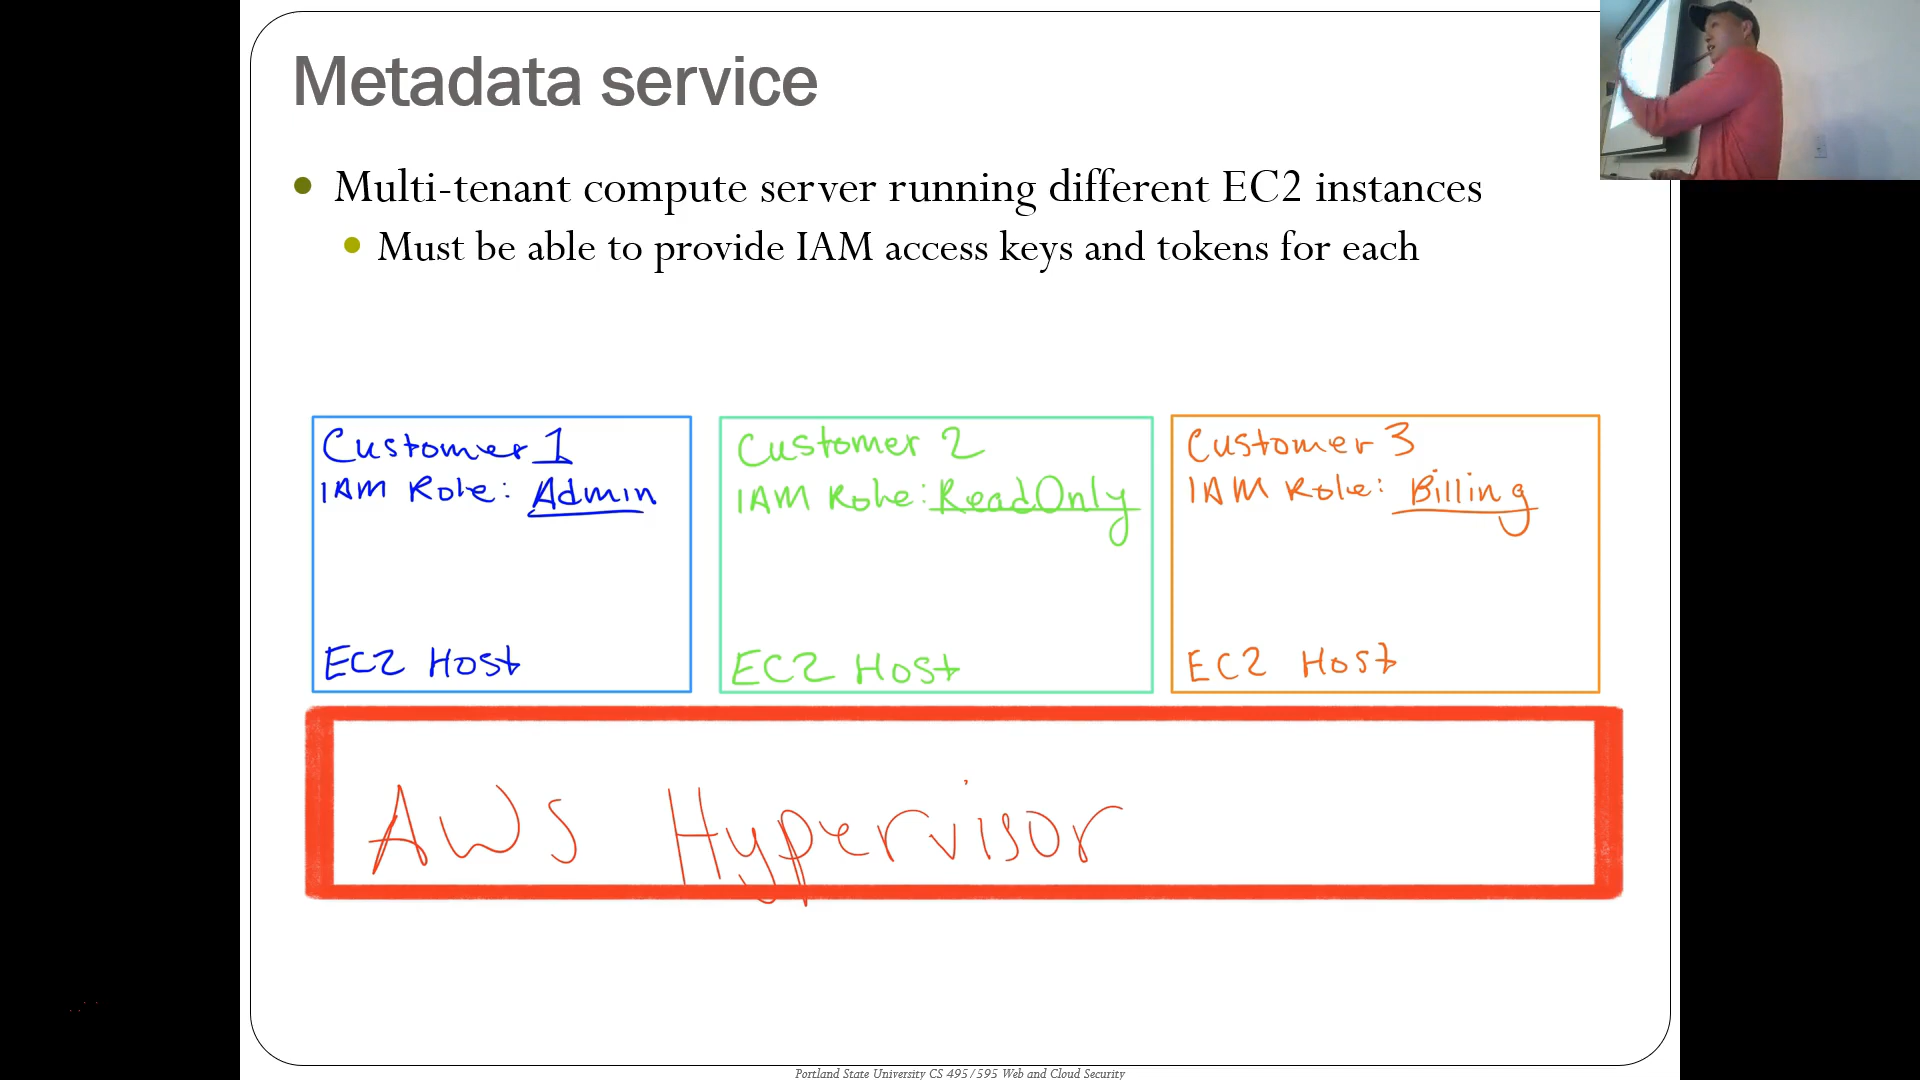 Metadata service
Multi-tenant compute server running different EC2 instances
Must be able to provide IAM access keys and tokens for each
Customer 1
IAM Role: Admin
EC2 Host
Customer 2
IAM Role: ReadOnly
EC2 Host
Customer 3
IAM Role: Billing
EC2 Host
AWS Hypervisor
Portland State University CS 495/595 Web and Cloud Security